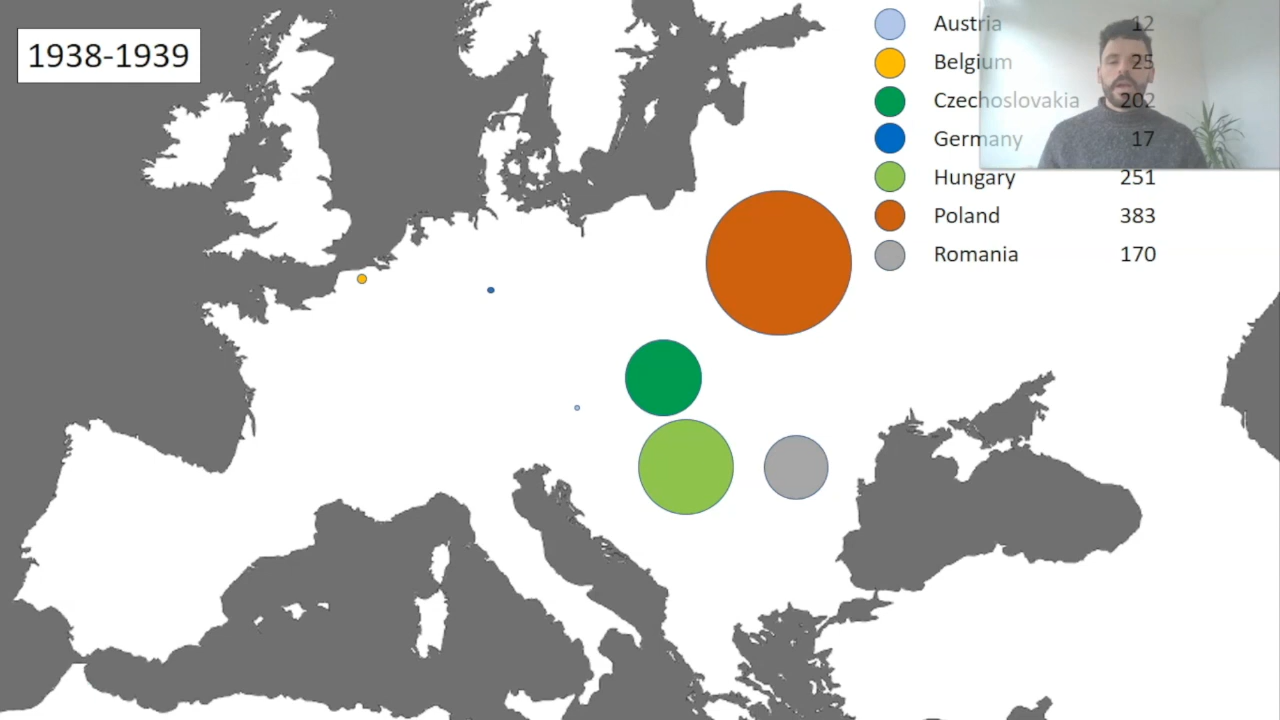 1938-1939
Austria 12
Belgium 25
Czechoslovakia 202
Germany 17
Hungary 251
Poland 383
Romania 170